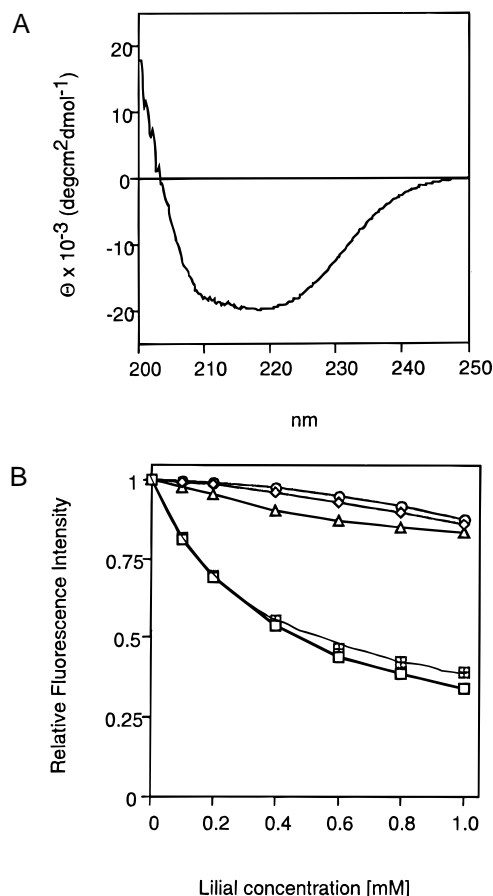 A
Θ x 10-3 (degcm2dmol-1)
20
10
0
-10
-20
200 210 220 230 240 250
nm
B
Relative Fluorescence Intensity
1
0.75
0.5
0.25
0
0 0.2 0.4 0.6 0.8 1.0
Lilial concentration [mM]